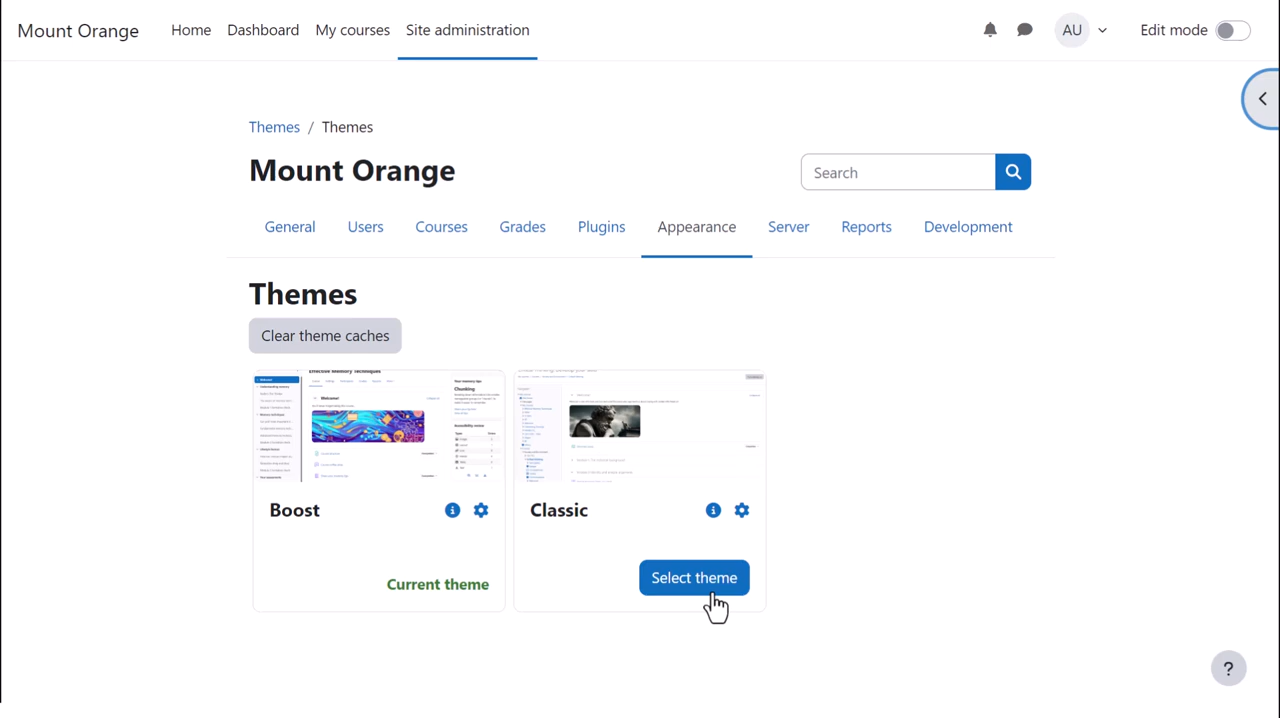 Mount Orange Home Dashboard My courses Site administration AU Edit mode
Themes / Themes
Mount Orange
Search
General Users Courses Grades Plugins Appearance Server Reports Development
Themes
Clear theme caches
Effective Memory Techniques
Welcome!
Chunking
Boost
Classic
Current theme
Select theme
?